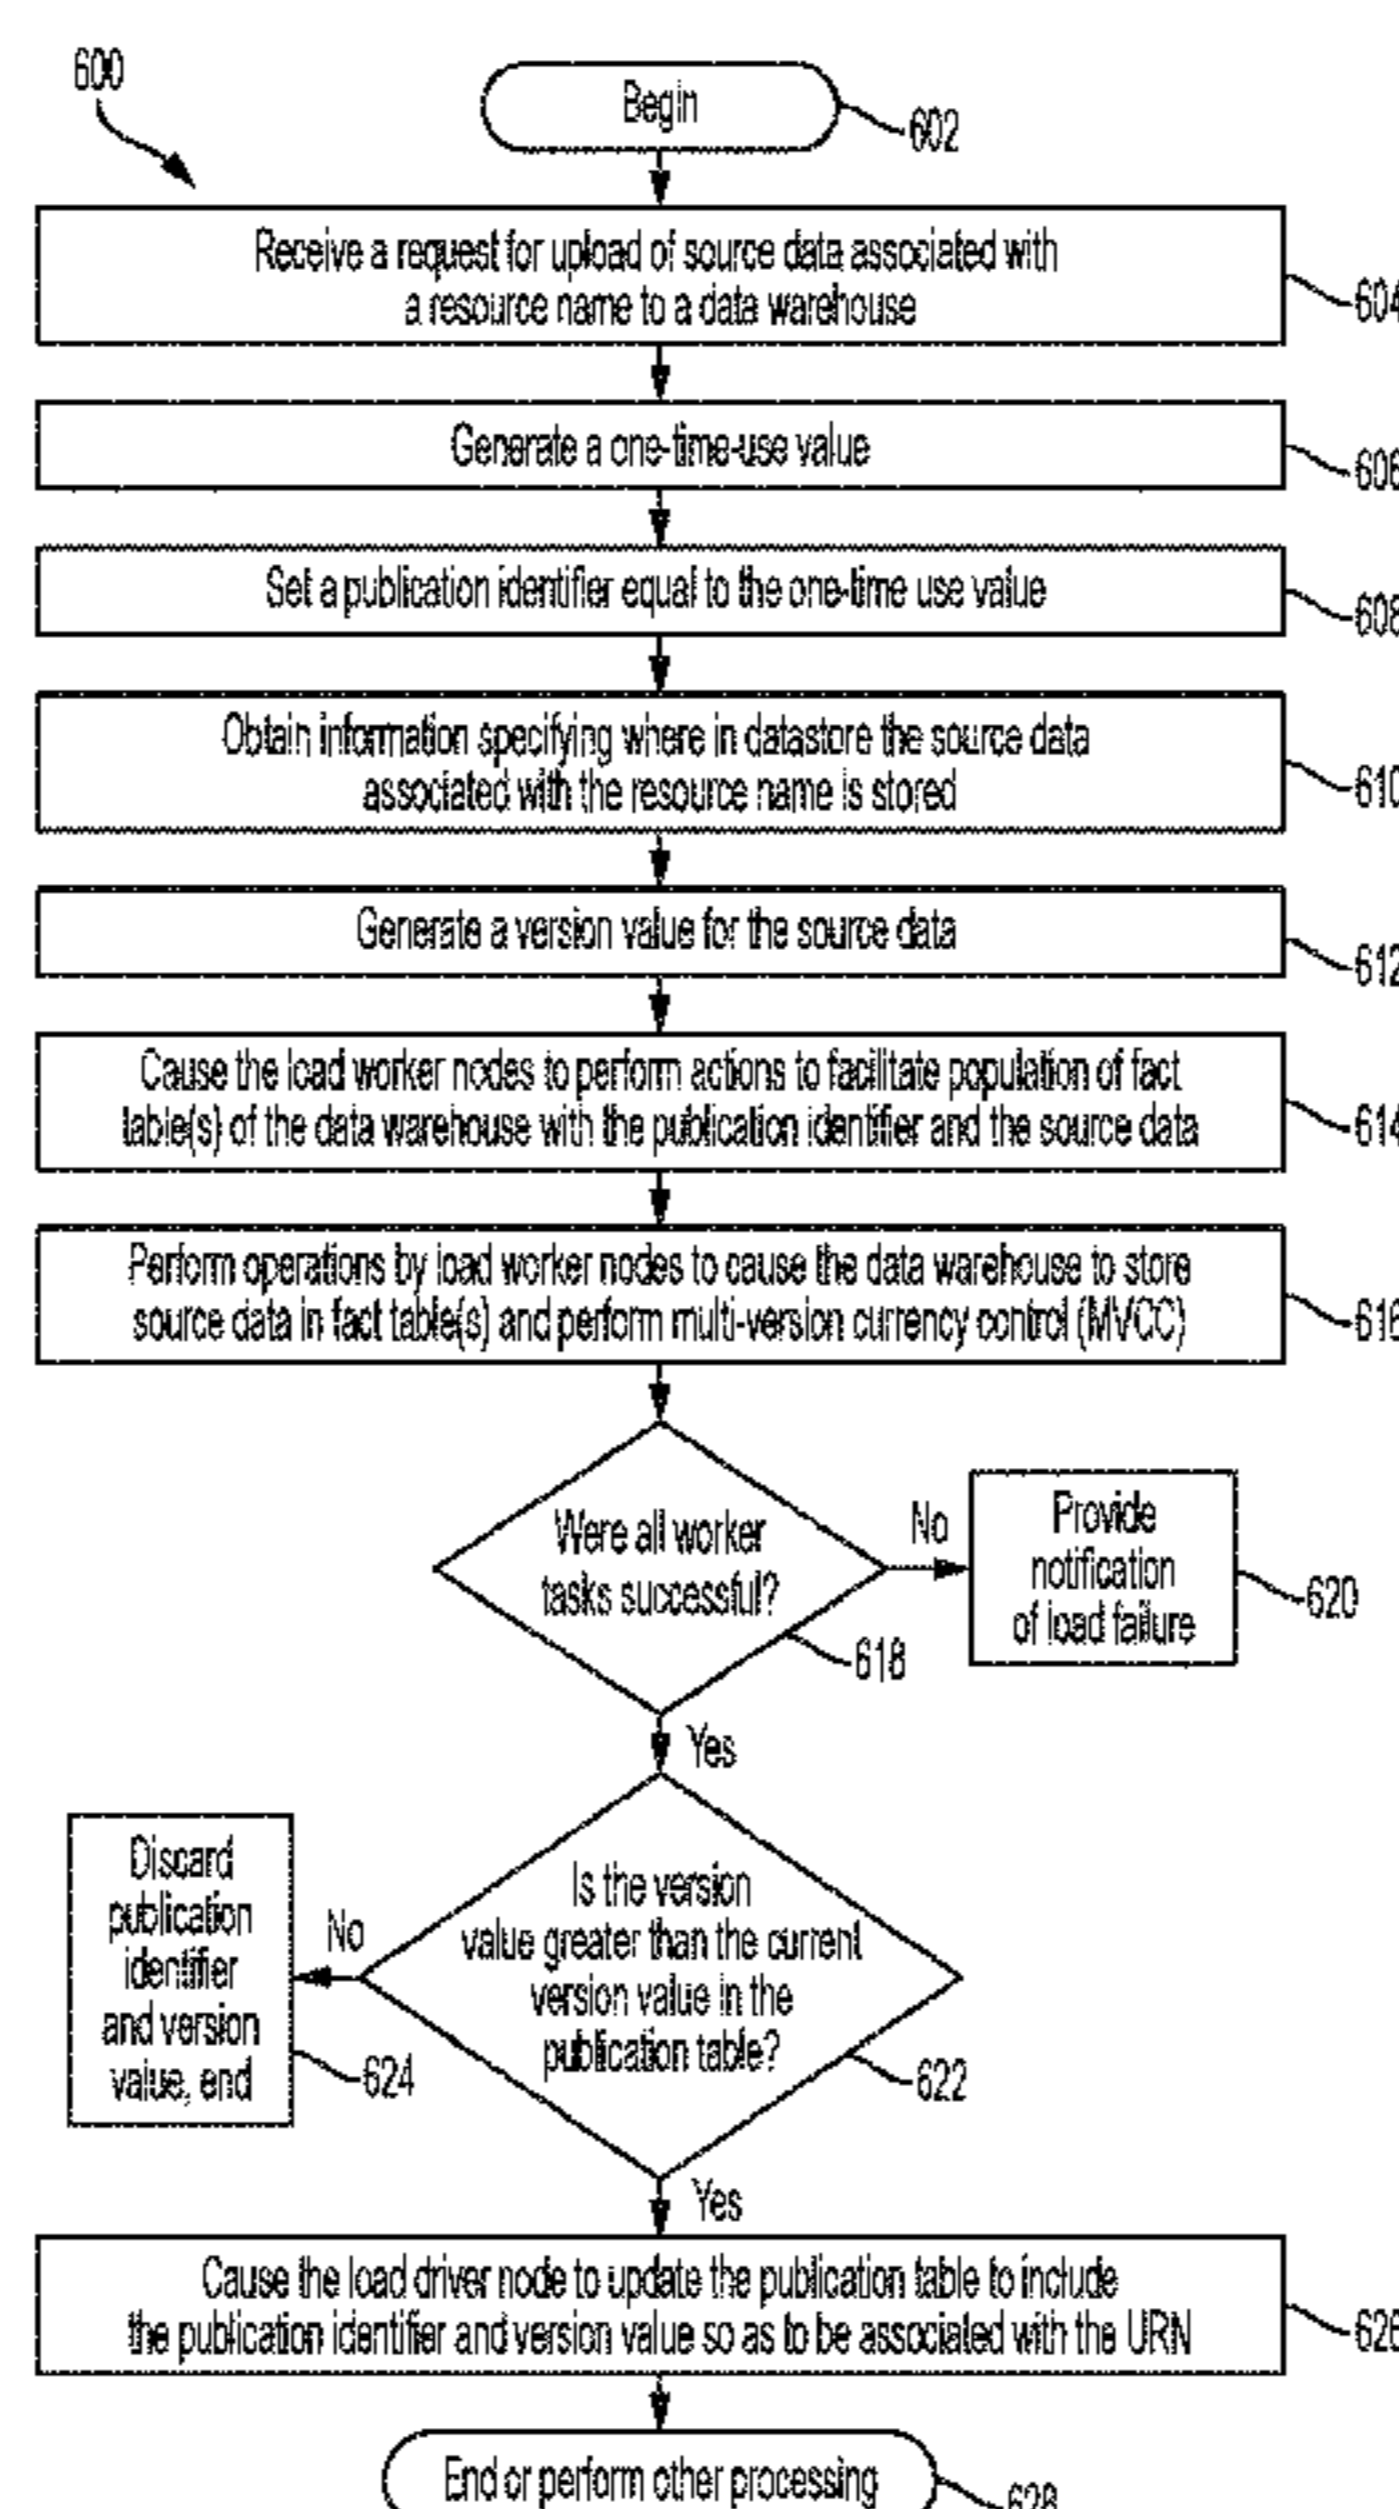 600
Begin
602
Receive a request for upload of source data associated with
a resource name to a data warehouse
604
Generate a one-time-use value
606
Set a publication identifier equal to the one-time use value
608
Obtain information specifying where in datastore the source data
associated with the resource name is stored
610
Generate a version value for the source data
612
Cause the load worker nodes to perform actions to facilitate population of fact
table(s) of the data warehouse with the publication identifier and the source data
614
Perform operations by load worker nodes to cause the data warehouse to store
source data in fact table(s) and perform multi-version currency control (MVCC)
616
Were all worker
tasks successful?
618
No
Provide
notification
of load failure
620
Yes
Is the version
value greater than the current
version value in the
publication table?
622
No
Discard
publication
identifier
and version
value, end
624
Yes
Cause the load driver node to update the publication table to include
the publication identifier and version value so as to be associated with the URN
626
End or perform other processing
628